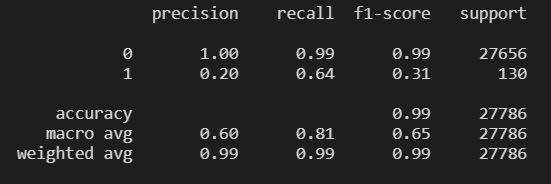 precision recall f1-score support
0 1.00 0.99 0.99 27656
1 0.20 0.64 0.31 130
accuracy 0.99 27786
macro avg 0.60 0.81 0.65 27786
weighted avg 0.99 0.99 0.99 27786